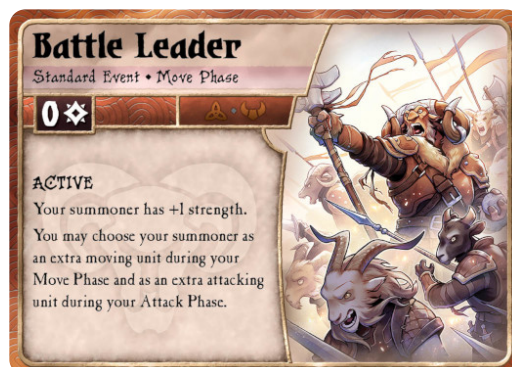 Battle Leader
Standard Event • Move Phase
0
ACTIVE
Your summoner has +1 strength.
You may choose your summoner as
an extra moving unit during your
Move Phase and as an extra attacking
unit during your Attack Phase.